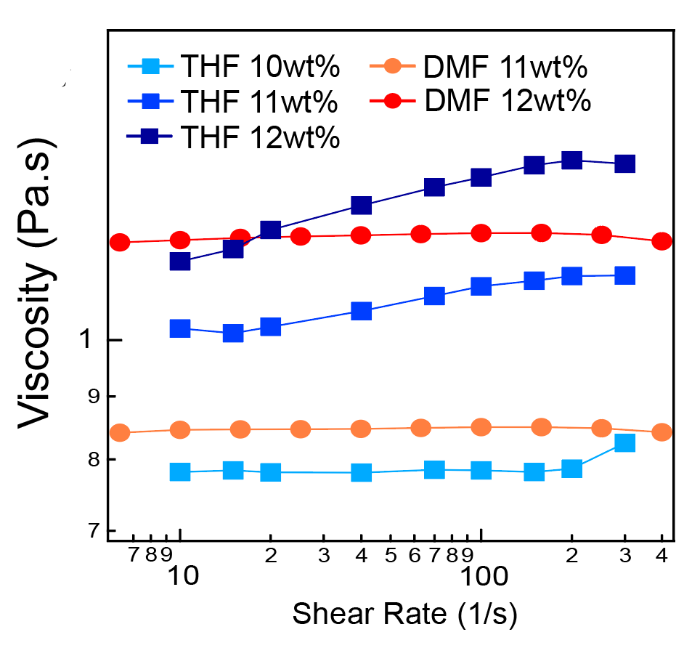 THF 10wt% DMF 11wt%
THF 11wt% DMF 12wt%
THF 12wt%
Viscosity (Pa.s)
1
9
8
7
7 8 9 2 3 4 5 6 7 8 9 2 3 4
10 100
Shear Rate (1/s)